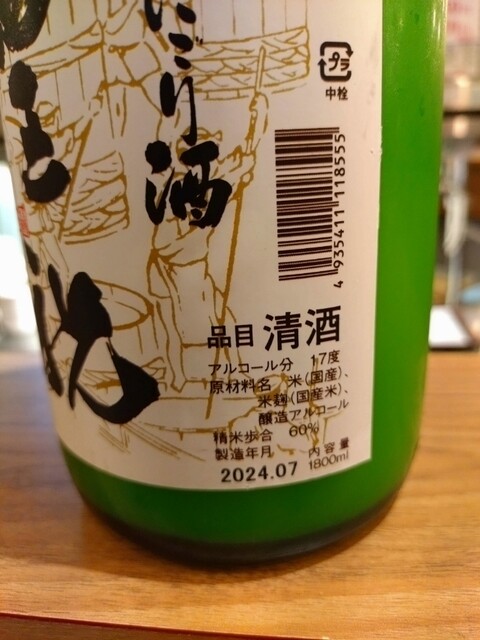 にごり酒
プラ
中栓
4 935411 118555
品目 清酒
アルコール分 17度
原材料名 米(国産)、
米麹(国産米)、
醸造アルコール
精米歩合 60%
製造年月 内容量
2024.07 1800ml